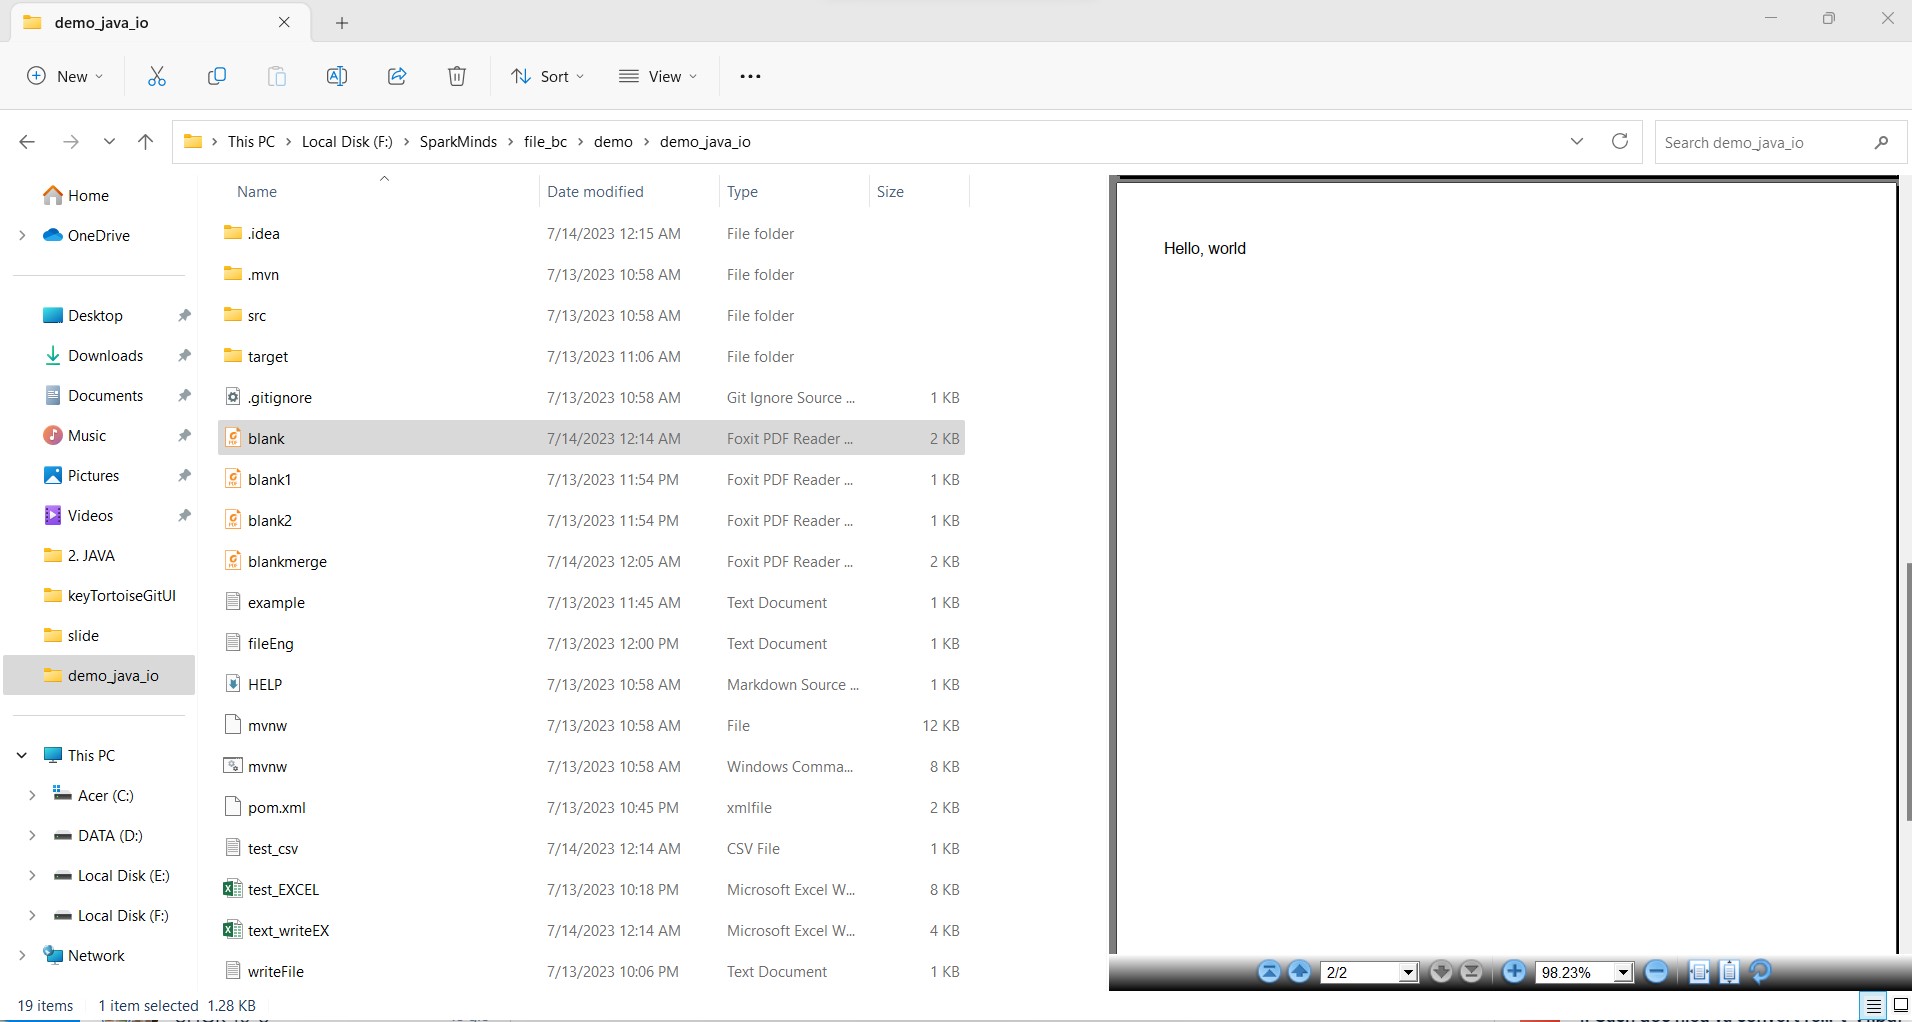 demo_java_io
New
Sort
View
This PC
Local Disk (F:)
SparkMinds
file_bc
demo
demo_java_io
Search demo_java_io
Home
OneDrive
Desktop
Downloads
Documents
Music
Pictures
Videos
2. JAVA
keyTortoiseGitUI
slide
demo_java_io
This PC
Acer (C:)
DATA (D:)
Local Disk (E:)
Local Disk (F:)
Network
Name Date modified Type Size
.idea 7/14/2023 12:15 AM File folder
.mvn 7/13/2023 10:58 AM File folder
src 7/13/2023 10:58 AM File folder
target 7/13/2023 11:06 AM File folder
.gitignore 7/13/2023 10:58 AM Git Ignore Source ... 1 KB
blank 7/14/2023 12:14 AM Foxit PDF Reader ... 2 KB
blank1 7/13/2023 11:54 PM Foxit PDF Reader ... 1 KB
blank2 7/13/2023 11:54 PM Foxit PDF Reader ... 1 KB
blankmerge 7/14/2023 12:05 AM Foxit PDF Reader ... 2 KB
example 7/13/2023 11:45 AM Text Document 1 KB
fileEng 7/13/2023 12:00 PM Text Document 1 KB
HELP 7/13/2023 10:58 AM Markdown Source ... 1 KB
mvnw 7/13/2023 10:58 AM File 12 KB
mvnw 7/13/2023 10:58 AM Windows Comma... 8 KB
pom.xml 7/13/2023 10:45 PM xmlfile 2 KB
test_csv 7/14/2023 12:14 AM CSV File 1 KB
test_EXCEL 7/13/2023 10:18 PM Microsoft Excel W... 8 KB
text_writeEX 7/14/2023 12:14 AM Microsoft Excel W... 4 KB
writeFile 7/13/2023 10:06 PM Text Document 1 KB
Hello, world
2/2
98.23%
19 items 1 item selected 1.28 KB